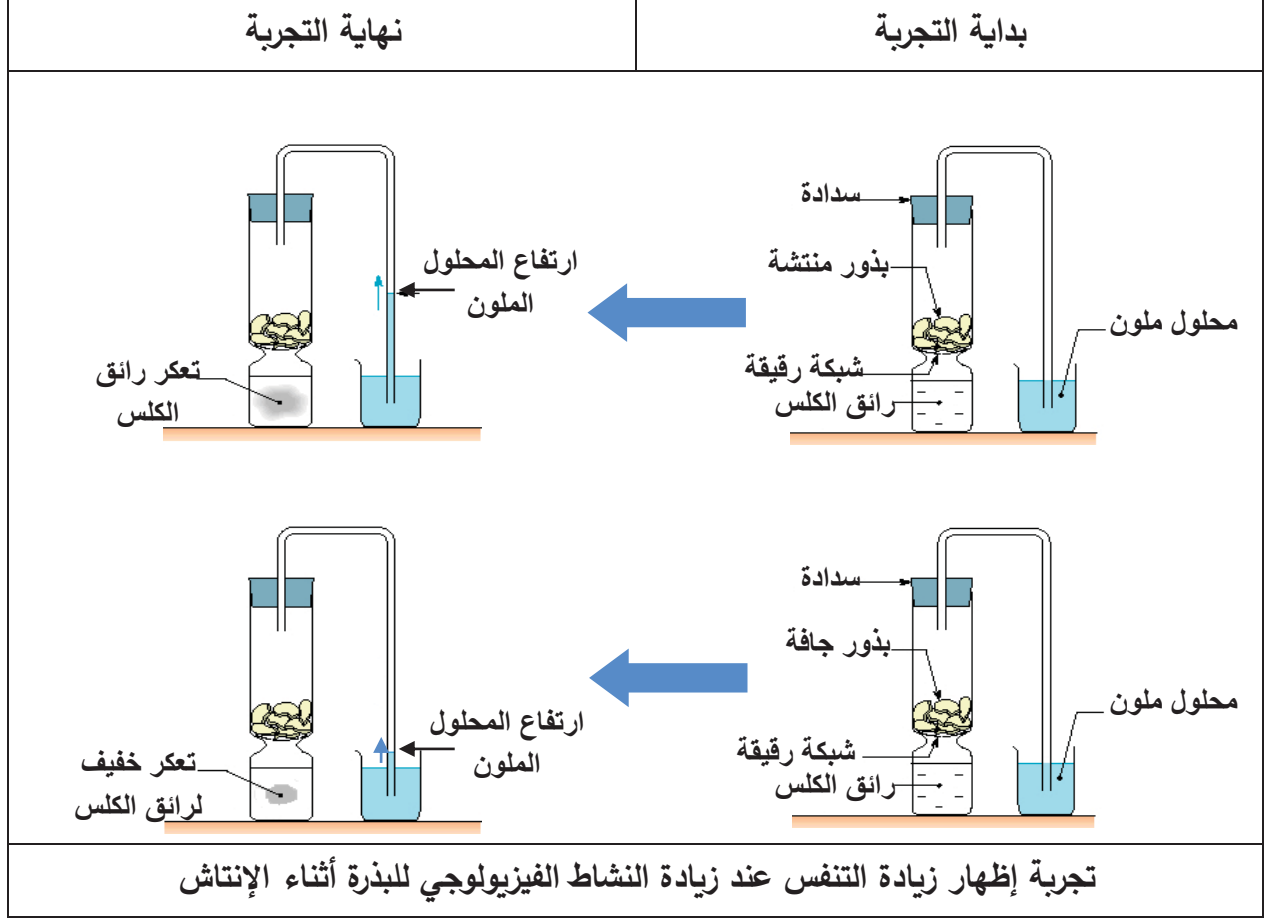 بداية التجربة
نهاية التجربة
سدادة
بذور منتشة
محلول ملون
شبكة رقيقة
رائق الكلس
ارتفاع المحلول
الملون
تعكر رائق
الكلس
سدادة
بذور جافة
محلول ملون
شبكة رقيقة
رائق الكلس
ارتفاع المحلول
الملون
تعكر خفيف
لرائق الكلس
تجربة إظهار زيادة التنفس عند زيادة النشاط الفيزيولوجي للبذرة أثناء الإنتاش